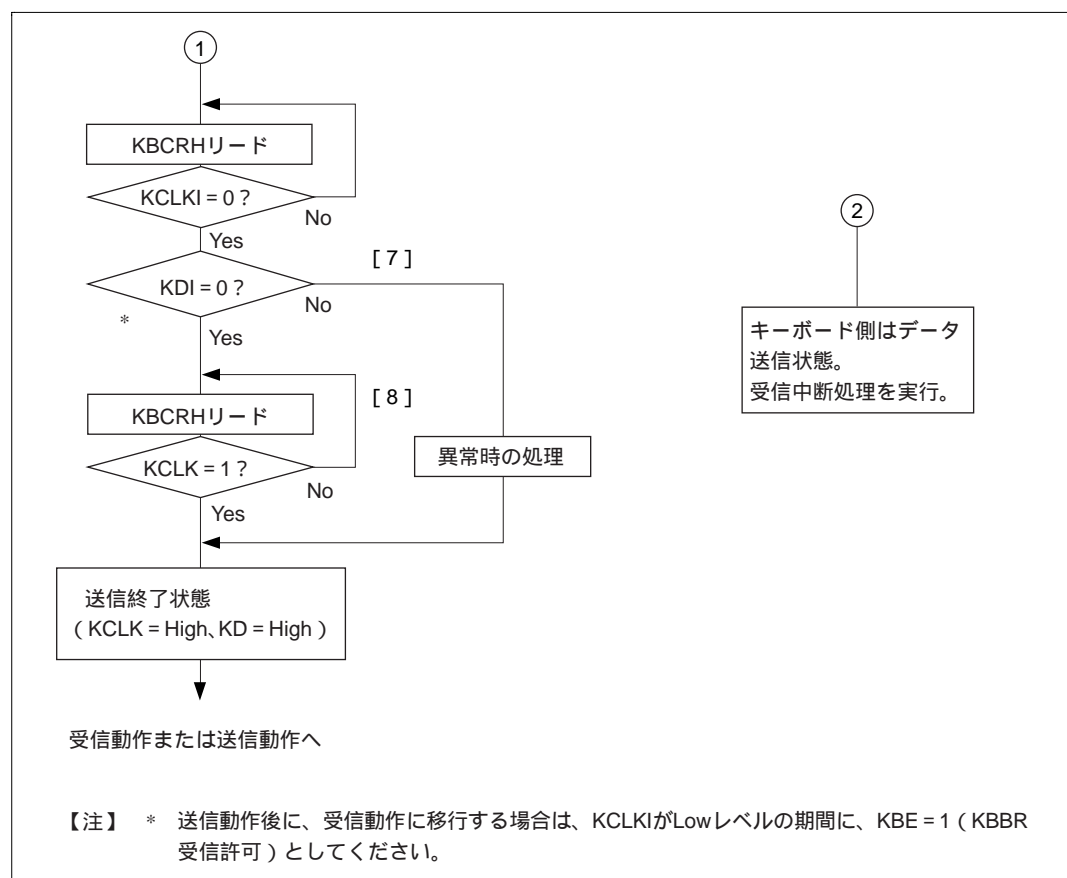 1
KBCRHリード
KCLKI = 0？
No
Yes
[ 7 ]
KDI = 0？
No
*
Yes
[ 8 ]
KBCRHリード
KCLK = 1？
No
Yes
異常時の処理
送信終了状態
（KCLK = High、KD = High）
受信動作または送信動作へ
2
キーボード側はデータ
送信状態。
受信中断処理を実行。
【注】 * 送信動作後に、受信動作に移行する場合は、KCLKIがLowレベルの期間に、KBE = 1（KBBR
受信許可）としてください。